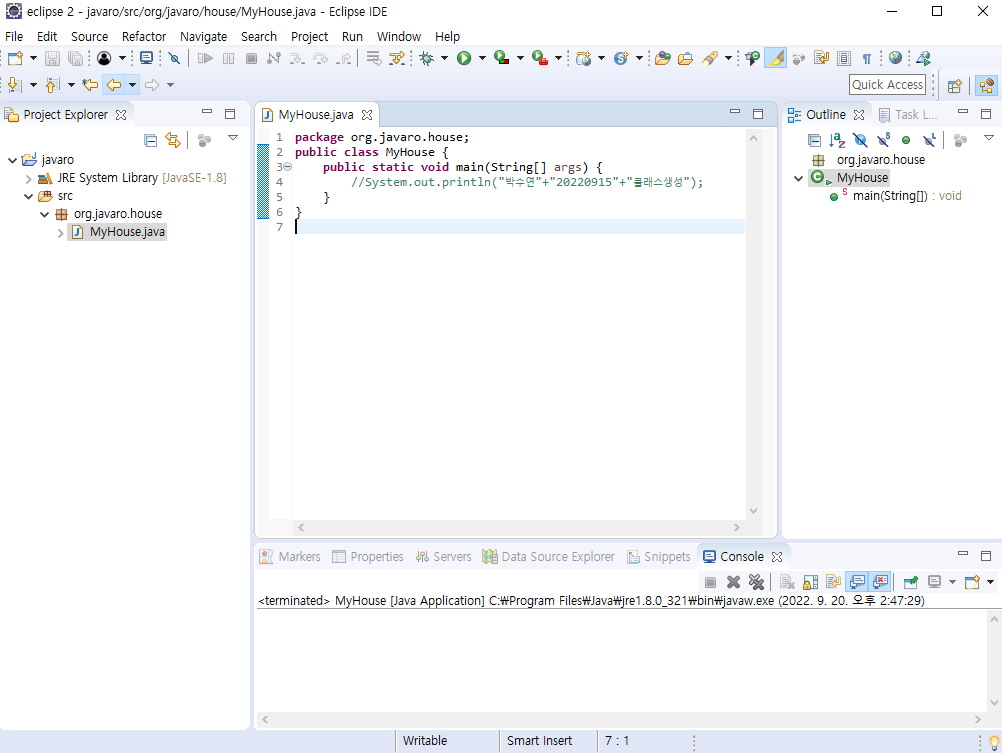 eclipse 2 - javaro/src/org/javaro/house/MyHouse.java - Eclipse IDE
File Edit Source Refactor Navigate Search Project Run Window Help
Quick Access
Project Explorer
javaro
JRE System Library [JavaSE-1.8]
src
org.javaro.house
MyHouse.java
MyHouse.java
1 package org.javaro.house;
2 public class MyHouse {
3 public static void main(String[] args) {
4 //System.out.println("박수연"+"20220915"+"클래스생성");
5 }
6 }
7
Outline Task L...
org.javaro.house
MyHouse
main(String[]) : void
Markers Properties Servers Data Source Explorer Snippets Console
<terminated> MyHouse [Java Application] C:₩Program Files₩Java₩jre1.8.0_321₩bin₩javaw.exe (2022. 9. 20. 오후 2:47:29)
Writable Smart Insert 7 : 1